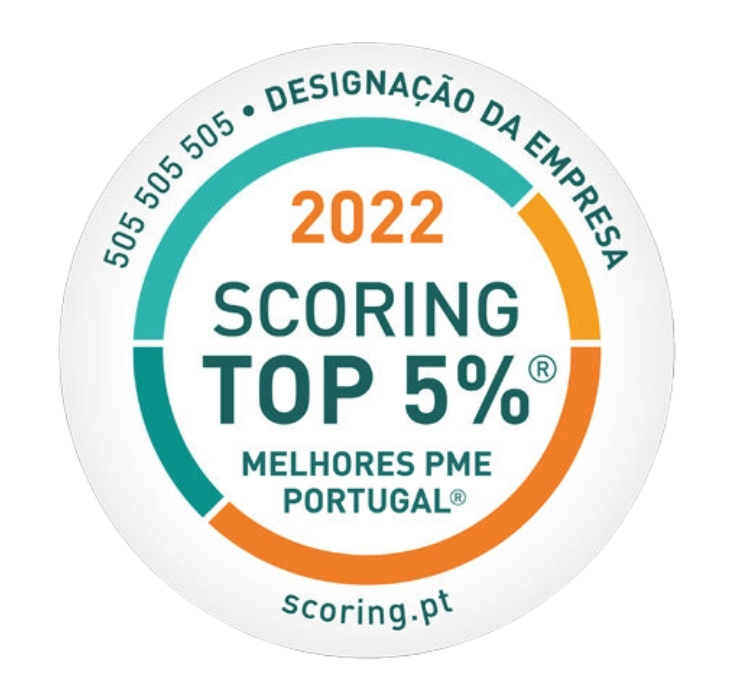 505 505 505 • DESIGNAÇÃO DA EMPRESA
2022
SCORING
TOP 5%®
MELHORES PME
PORTUGAL®
scoring.pt